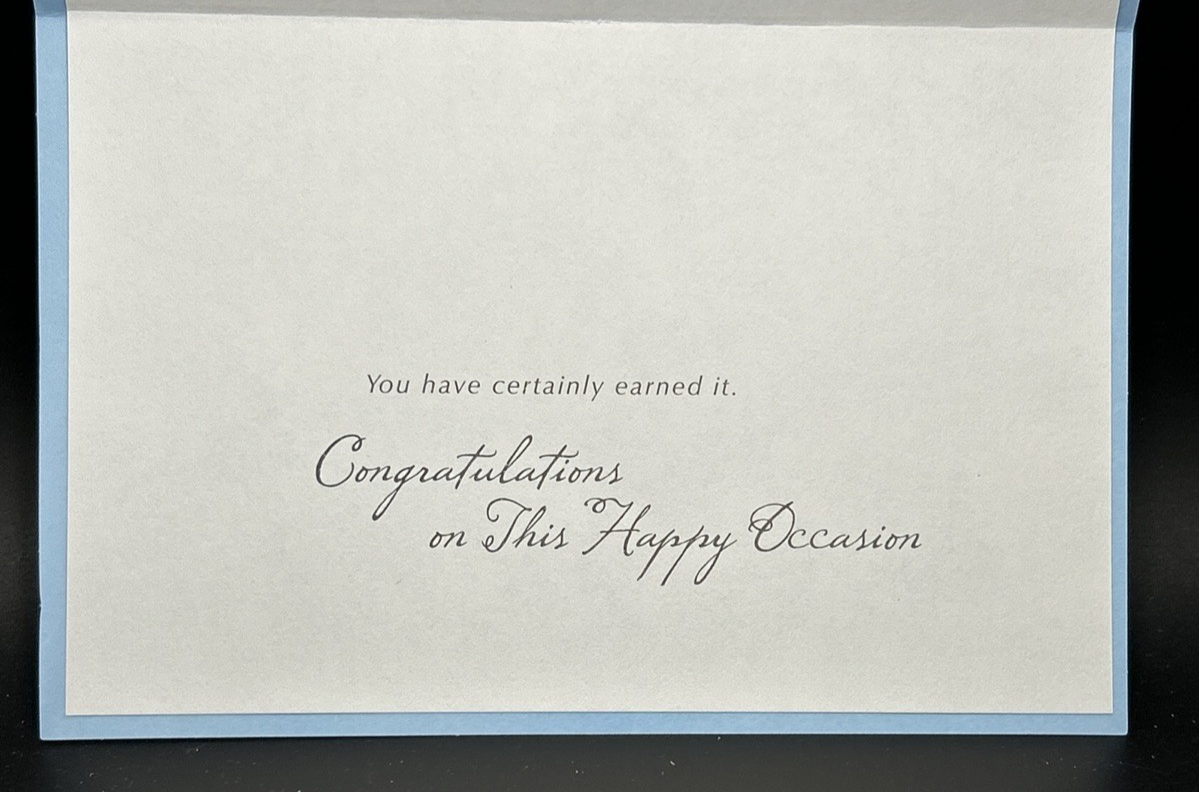 You have certainly earned it.
Congratulations
on This Happy Occasion